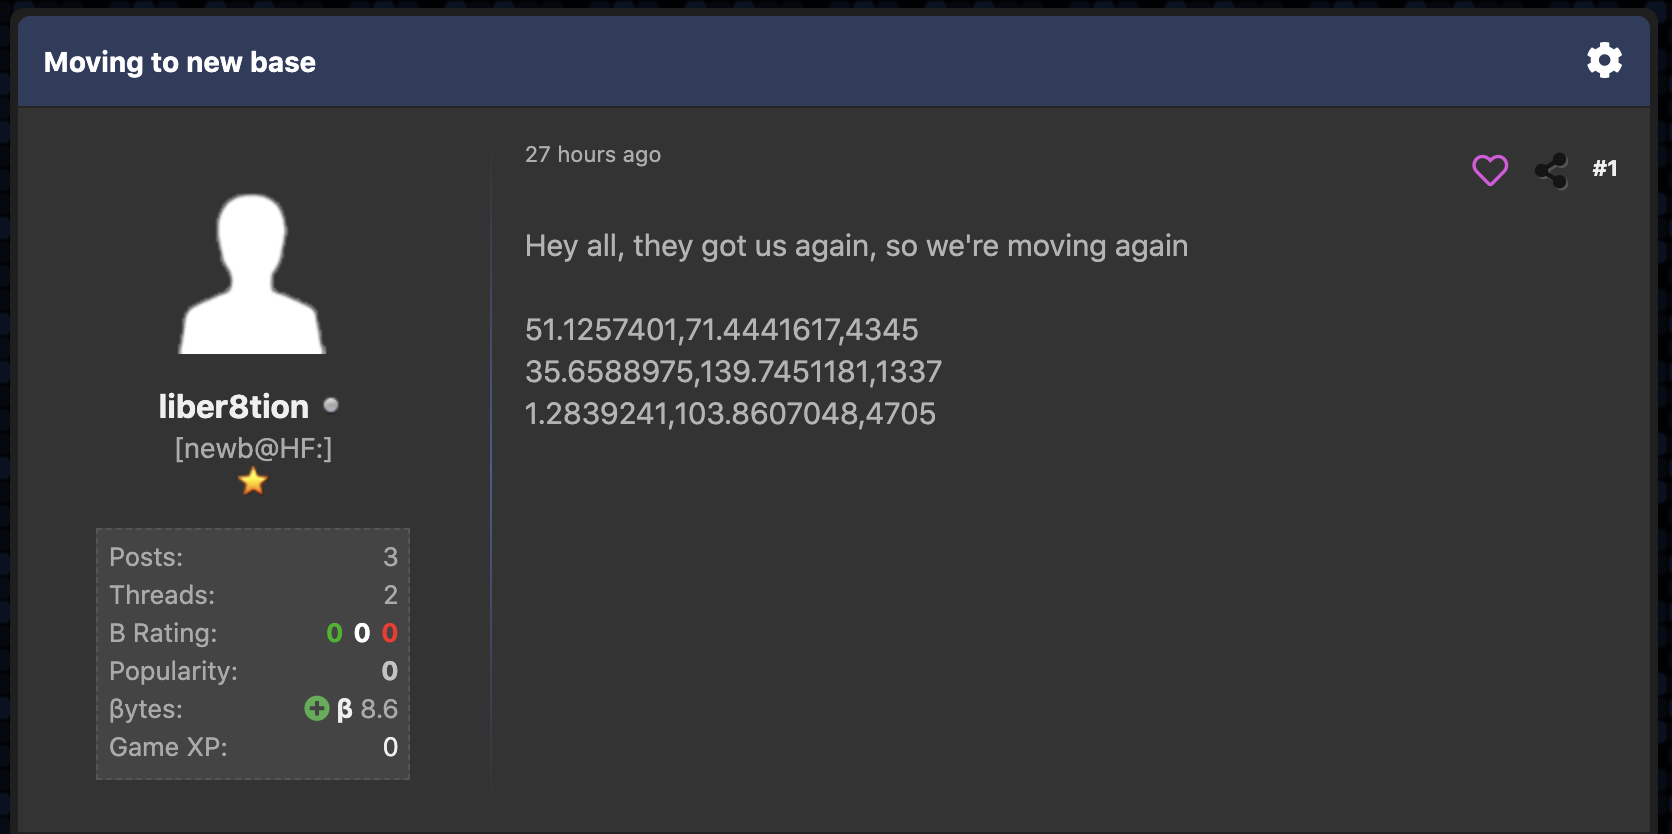 Moving to new base
27 hours ago
#1
Hey all, they got us again, so we're moving again
51.1257401,71.4441617,4345
35.6588975,139.7451181,1337
1.2839241,103.8607048,4705
liber8tion
[newb@HF:]
Posts: 3
Threads: 2
B Rating: 0 0 0
Popularity: 0
βytes: β 8.6
Game XP: 0